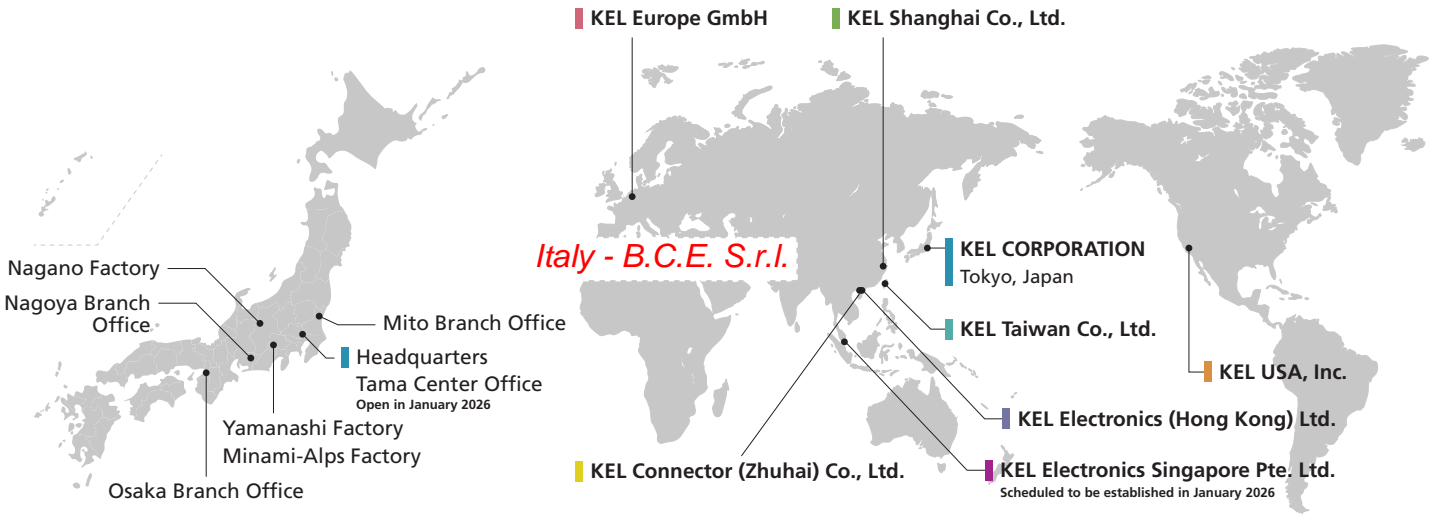 KEL Europe GmbH
KEL Shanghai Co., Ltd.
Italy - B.C.E. S.r.l.
KEL CORPORATION
Tokyo, Japan
Nagano Factory
Nagoya Branch
Office
Mito Branch Office
KEL Taiwan Co., Ltd.
Headquarters
Tama Center Office
Open in January 2026
KEL USA, Inc.
Yamanashi Factory
Minami-Alps Factory
KEL Electronics (Hong Kong) Ltd.
KEL Connector (Zhuhai) Co., Ltd.
KEL Electronics Singapore Pte. Ltd.
Scheduled to be established in January 2026
Osaka Branch Office